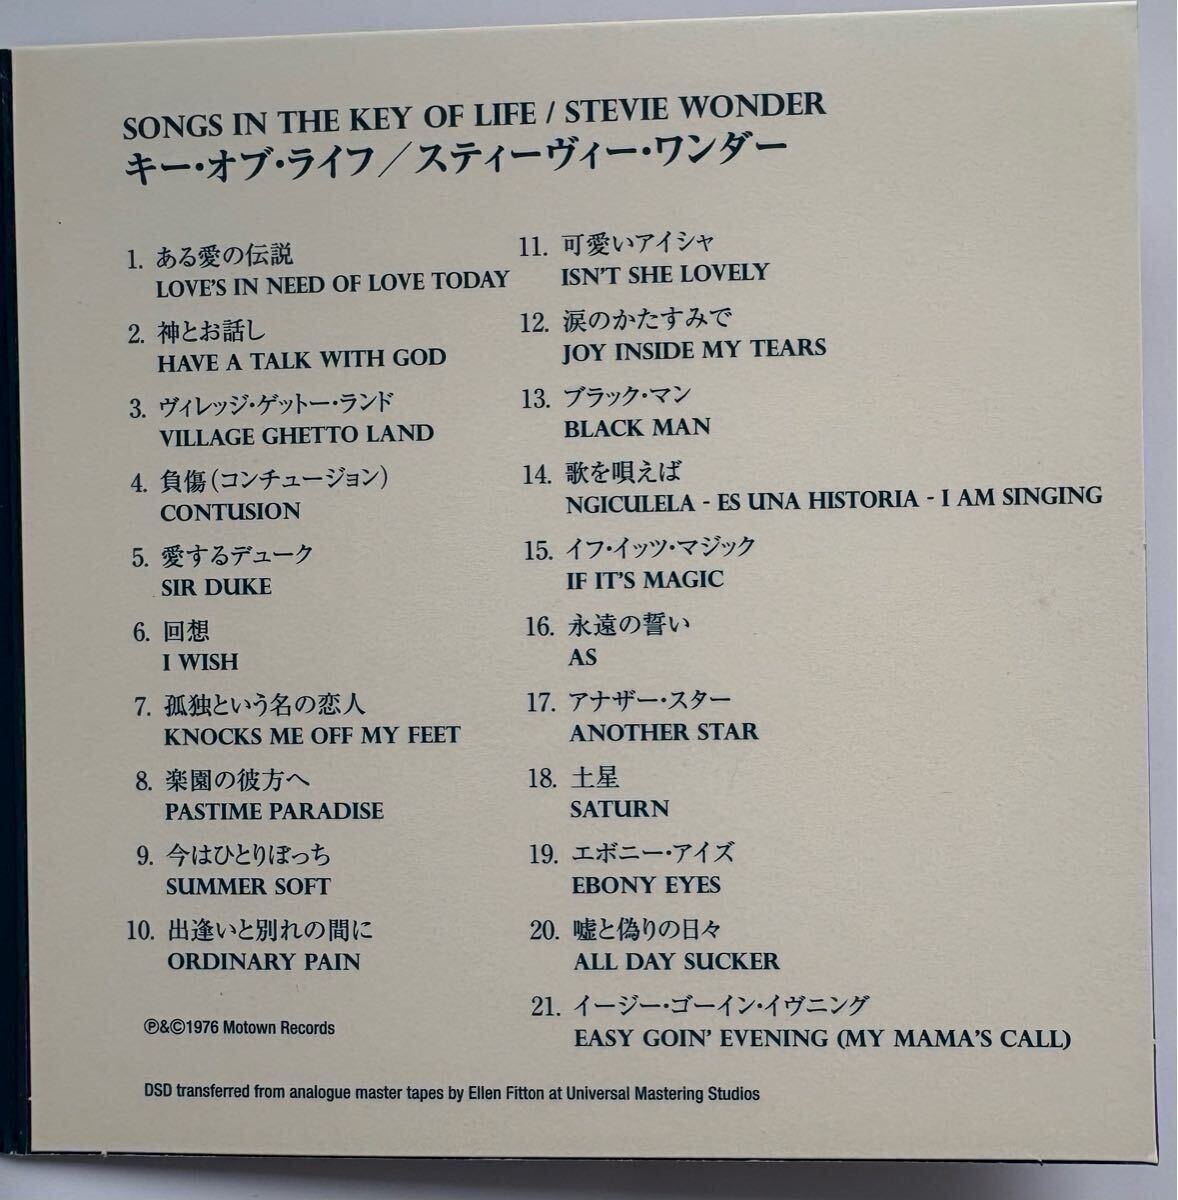 SONGS IN THE KEY OF LIFE / STEVIE WONDER
キー・オブ・ライフ／スティーヴィー・ワンダー
1. ある愛の伝説
LOVE'S IN NEED OF LOVE TODAY
2. 神とお話し
HAVE A TALK WITH GOD
3. ヴィレッジ・ゲットー・ランド
VILLAGE GHETTO LAND
4. 負傷（コンチュージョン）
CONTUSION
5. 愛するデューク
SIR DUKE
6. 回想
I WISH
7. 孤独という名の恋人
KNOCKS ME OFF MY FEET
8. 楽園の彼方へ
PASTIME PARADISE
9. 今はひとりぼっち
SUMMER SOFT
10. 出逢いと別れの間に
ORDINARY PAIN
11. 可愛いアイシャ
ISN'T SHE LOVELY
12. 涙のかたすみで
JOY INSIDE MY TEARS
13. ブラック・マン
BLACK MAN
14. 歌を唄えば
NGICULELA - ES UNA HISTORIA - I AM SINGING
15. イフ・イッツ・マジック
IF IT'S MAGIC
16. 永遠の誓い
AS
17. アナザー・スター
ANOTHER STAR
18. 土星
SATURN
19. エボニー・アイズ
EBONY EYES
20. 嘘と偽りの日々
ALL DAY SUCKER
21. イージー・ゴーイン・イヴニング
EASY GOIN' EVENING (MY MAMA'S CALL)
℗&©1976 Motown Records
DSD transferred from analogue master tapes by Ellen Fitton at Universal Mastering Studios